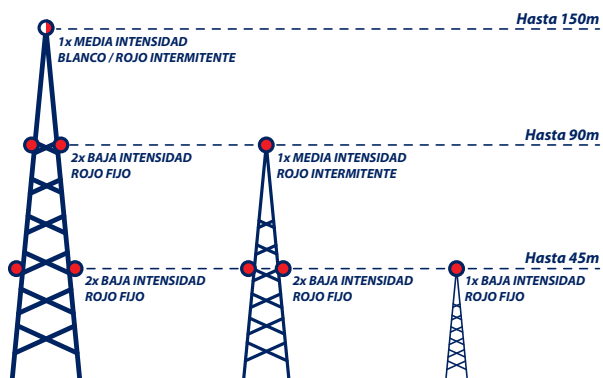 Hasta 150m
1x MEDIA INTENSIDAD
BLANCO / ROJO INTERMITENTE
Hasta 90m
2x BAJA INTENSIDAD
ROJO FIJO
1x MEDIA INTENSIDAD
ROJO INTERMITENTE
Hasta 45m
2x BAJA INTENSIDAD
ROJO FIJO
2x BAJA INTENSIDAD
ROJO FIJO
1x BAJA INTENSIDAD
ROJO FIJO